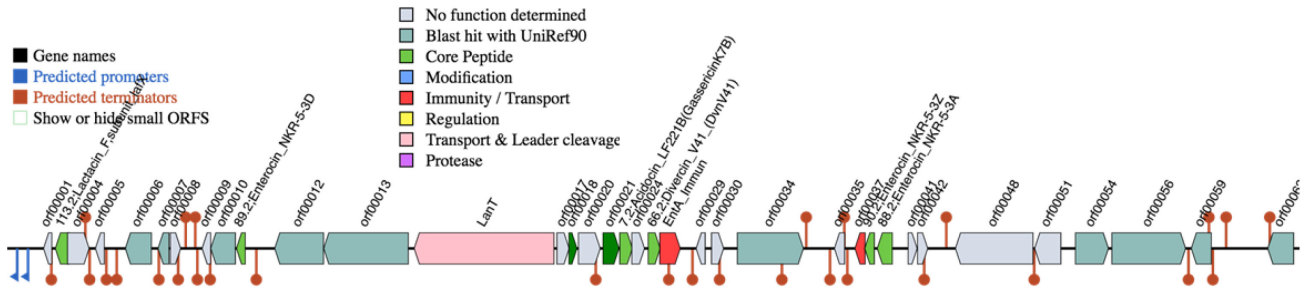 Gene names
Predicted promoters
Predicted terminators
Show or hide small ORFS
No function determined
Blast hit with UniRef90
Core Peptide
Modification
Immunity / Transport
Regulation
Transport & Leader cleavage
Protease
orf00001
113.2:Lactacin_F,subunit_lafX
orf00004
orf00005
orf00006
orf00007
orf00008
orf00009
orf00010
89.2:Enterocin_NKR-5-3D
orf00012
orf00013
LanT
orf00017
orf00018
orf00020
orf00021
7.2:Acidocin_LF221B(GassericinK7B)
orf00024
66.2:Divercin_V41_(DvnV41)
EntA_Immun
orf00029
orf00030
orf00034
orf00035
orf00037
Enterocin_NKR-5-3Z
88.2:Enterocin_NKR-5-3A
orf00041
orf00042
orf00048
orf00051
orf00054
orf00056
orf00059